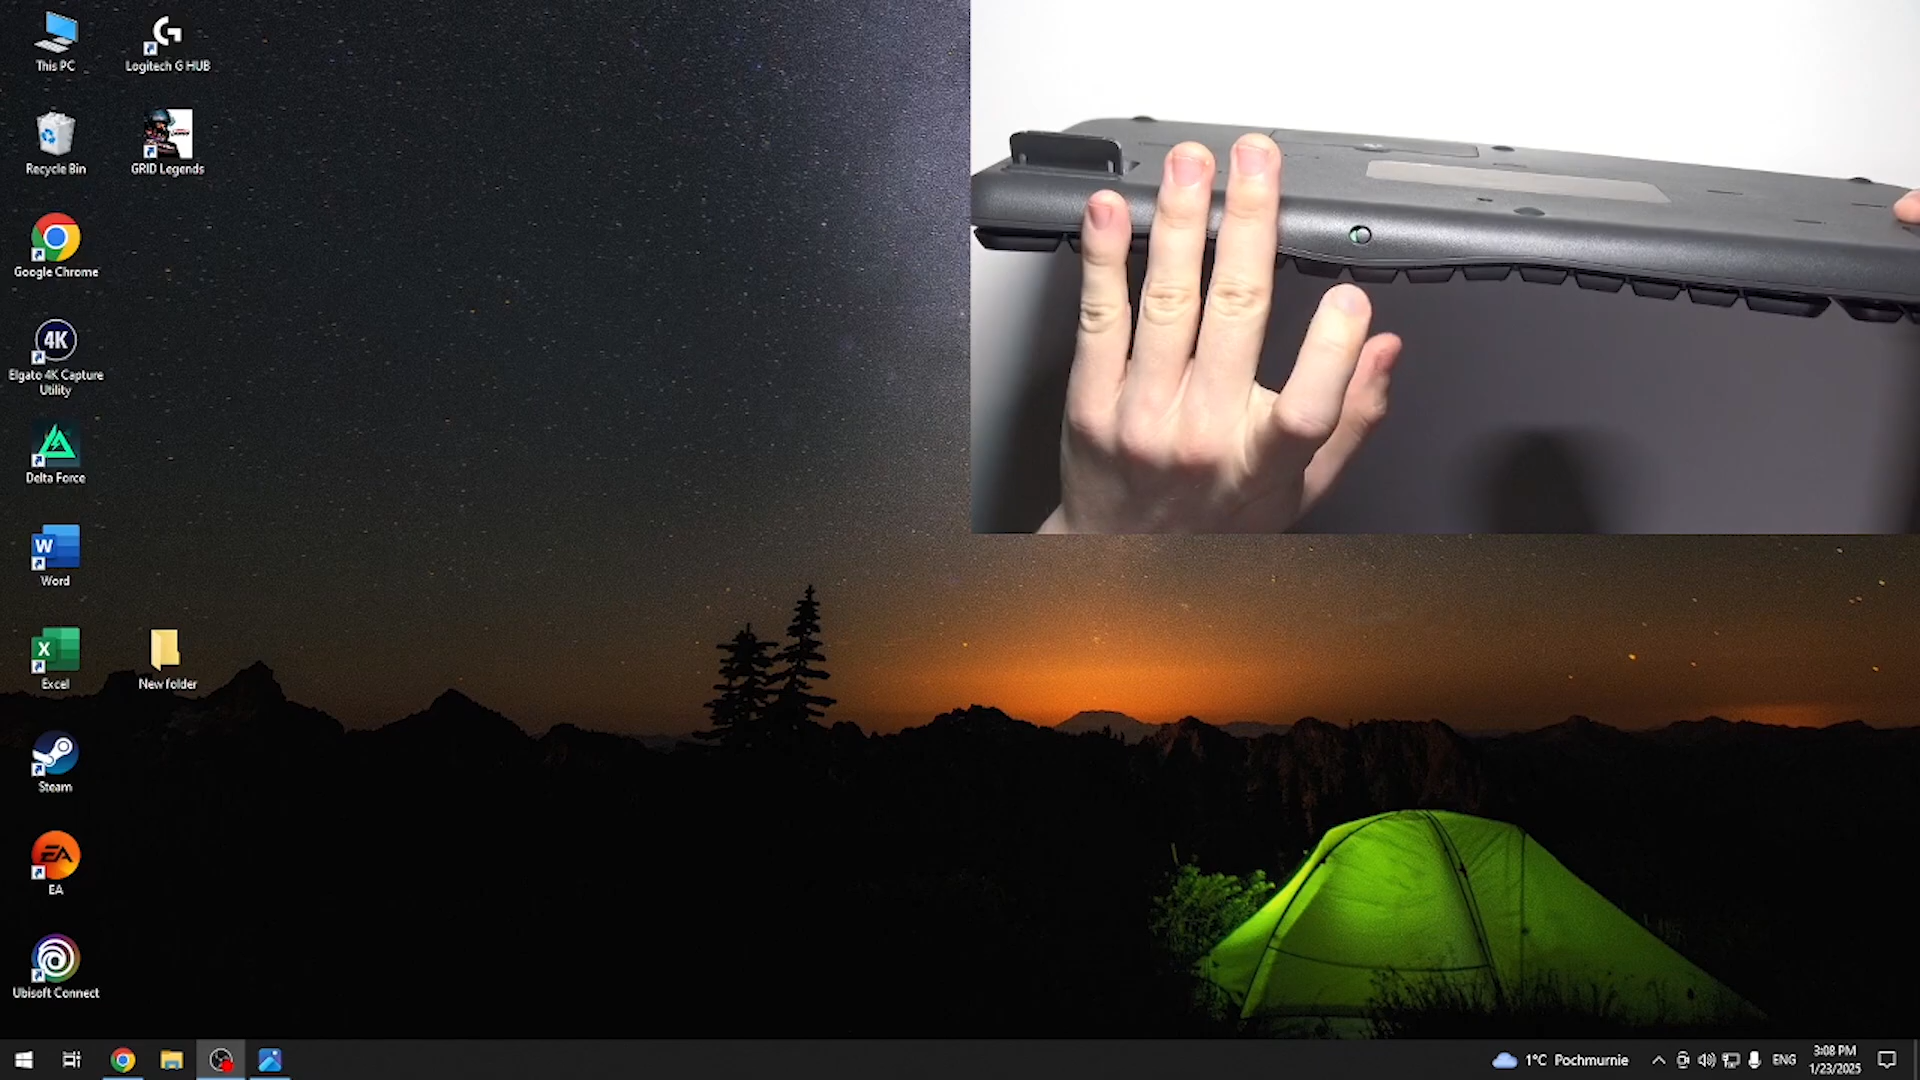 This PC
Logitech G HUB
Recycle Bin
GRID Legends
Google Chrome
4K
Elgato 4K Capture
Utility
Delta Force
W
Word
X
Excel
New folder
Steam
EA
EA
Ubisoft Connect
1°C Pochmurnie
ENG
3:08 PM
1/23/2025